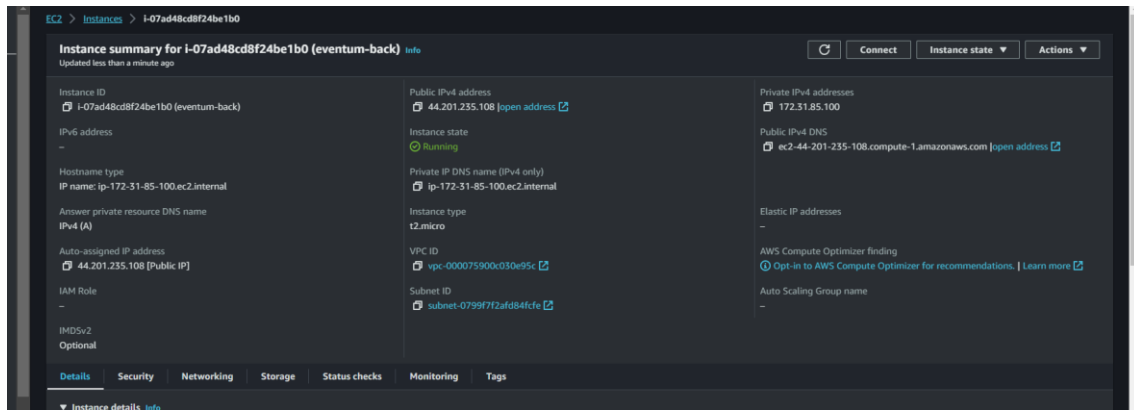 EC2 > Instances > i-07ad48cd8f24be1b0
Instance summary for i-07ad48cd8f24be1b0 (eventum-back) Info
Updated less than a minute ago
Connect
Instance state ▼
Actions ▼
Instance ID
i-07ad48cd8f24be1b0 (eventum-back)
Public IPv4 address
44.201.235.108 |open address
Private IPv4 addresses
172.31.85.100
IPv6 address
–
Instance state
Running
Public IPv4 DNS
ec2-44-201-235-108.compute-1.amazonaws.com |open address
Hostname type
IP name: ip-172-31-85-100.ec2.internal
Private IP DNS name (IPv4 only)
ip-172-31-85-100.ec2.internal
Answer private resource DNS name
IPv4 (A)
Instance type
t2.micro
Elastic IP addresses
–
Auto-assigned IP address
44.201.235.108 [Public IP]
VPC ID
vpc-000075900c030e95c
AWS Compute Optimizer finding
Opt-in to AWS Compute Optimizer for recommendations. | Learn more
IAM Role
–
Subnet ID
subnet-0799f7f2afd84fcfe
Auto Scaling Group name
–
IMDSv2
Optional
Details Security Networking Storage Status checks Monitoring Tags
▼ Instance details Info